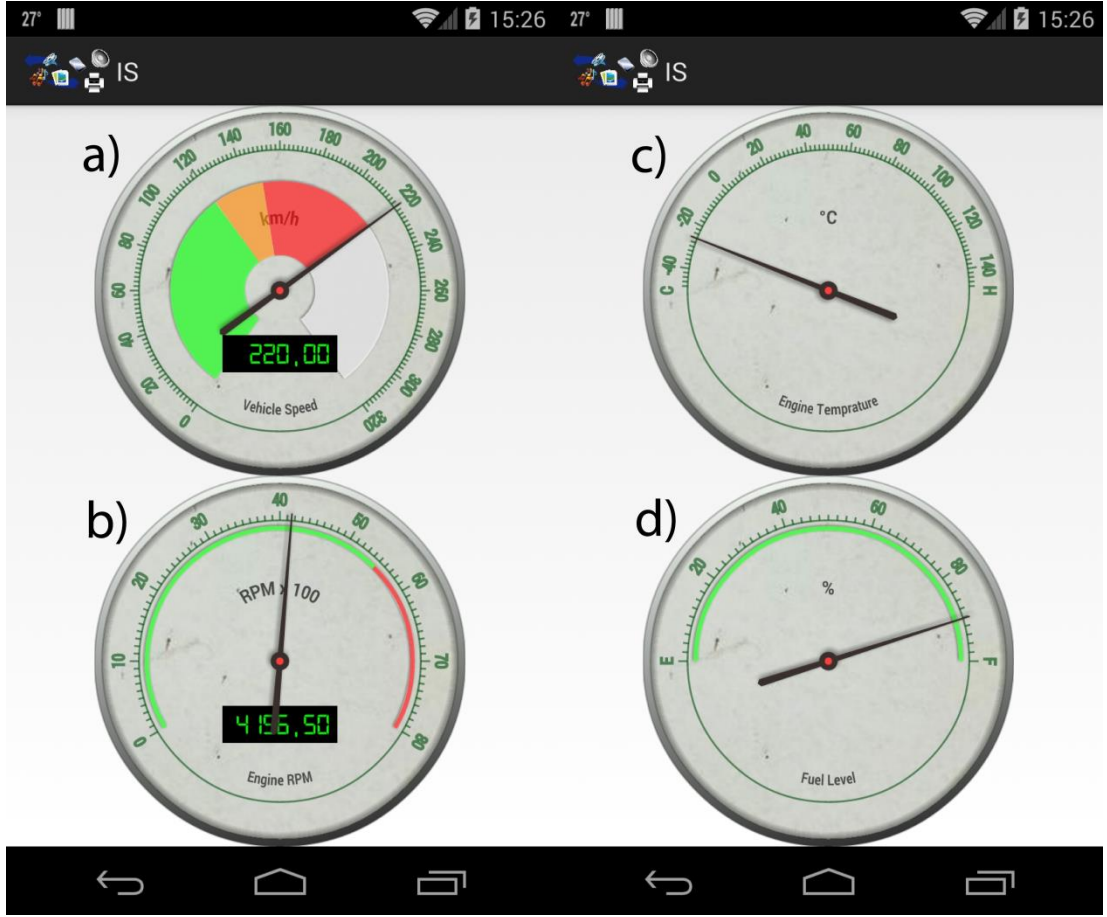 27°
15:26
IS
a)
0 20 40 60 80 100 120 140 160 180 200 220 240 260 280 300 320
km/h
220,00
Vehicle Speed
b)
0 10 20 30 40 50 60 70 80
RPM x 100
4156,50
Engine RPM
27°
15:26
IS
c)
C -40 -20 0 20 40 60 80 100 120 140 H
°C
Engine Temprature
d)
E 20 40 60 80 F
%
Fuel Level